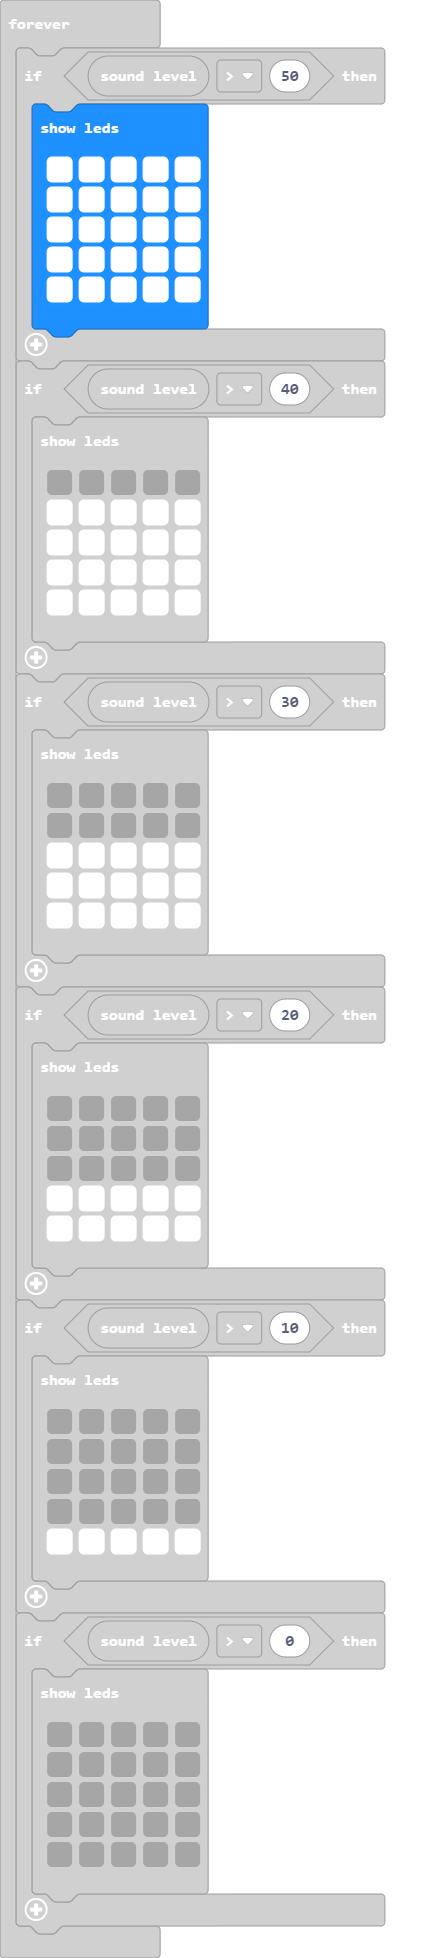 forever
if sound level > 50 then
show leds
if sound level > 40 then
show leds
if sound level > 30 then
show leds
if sound level > 20 then
show leds
if sound level > 10 then
show leds
if sound level > 0 then
show leds